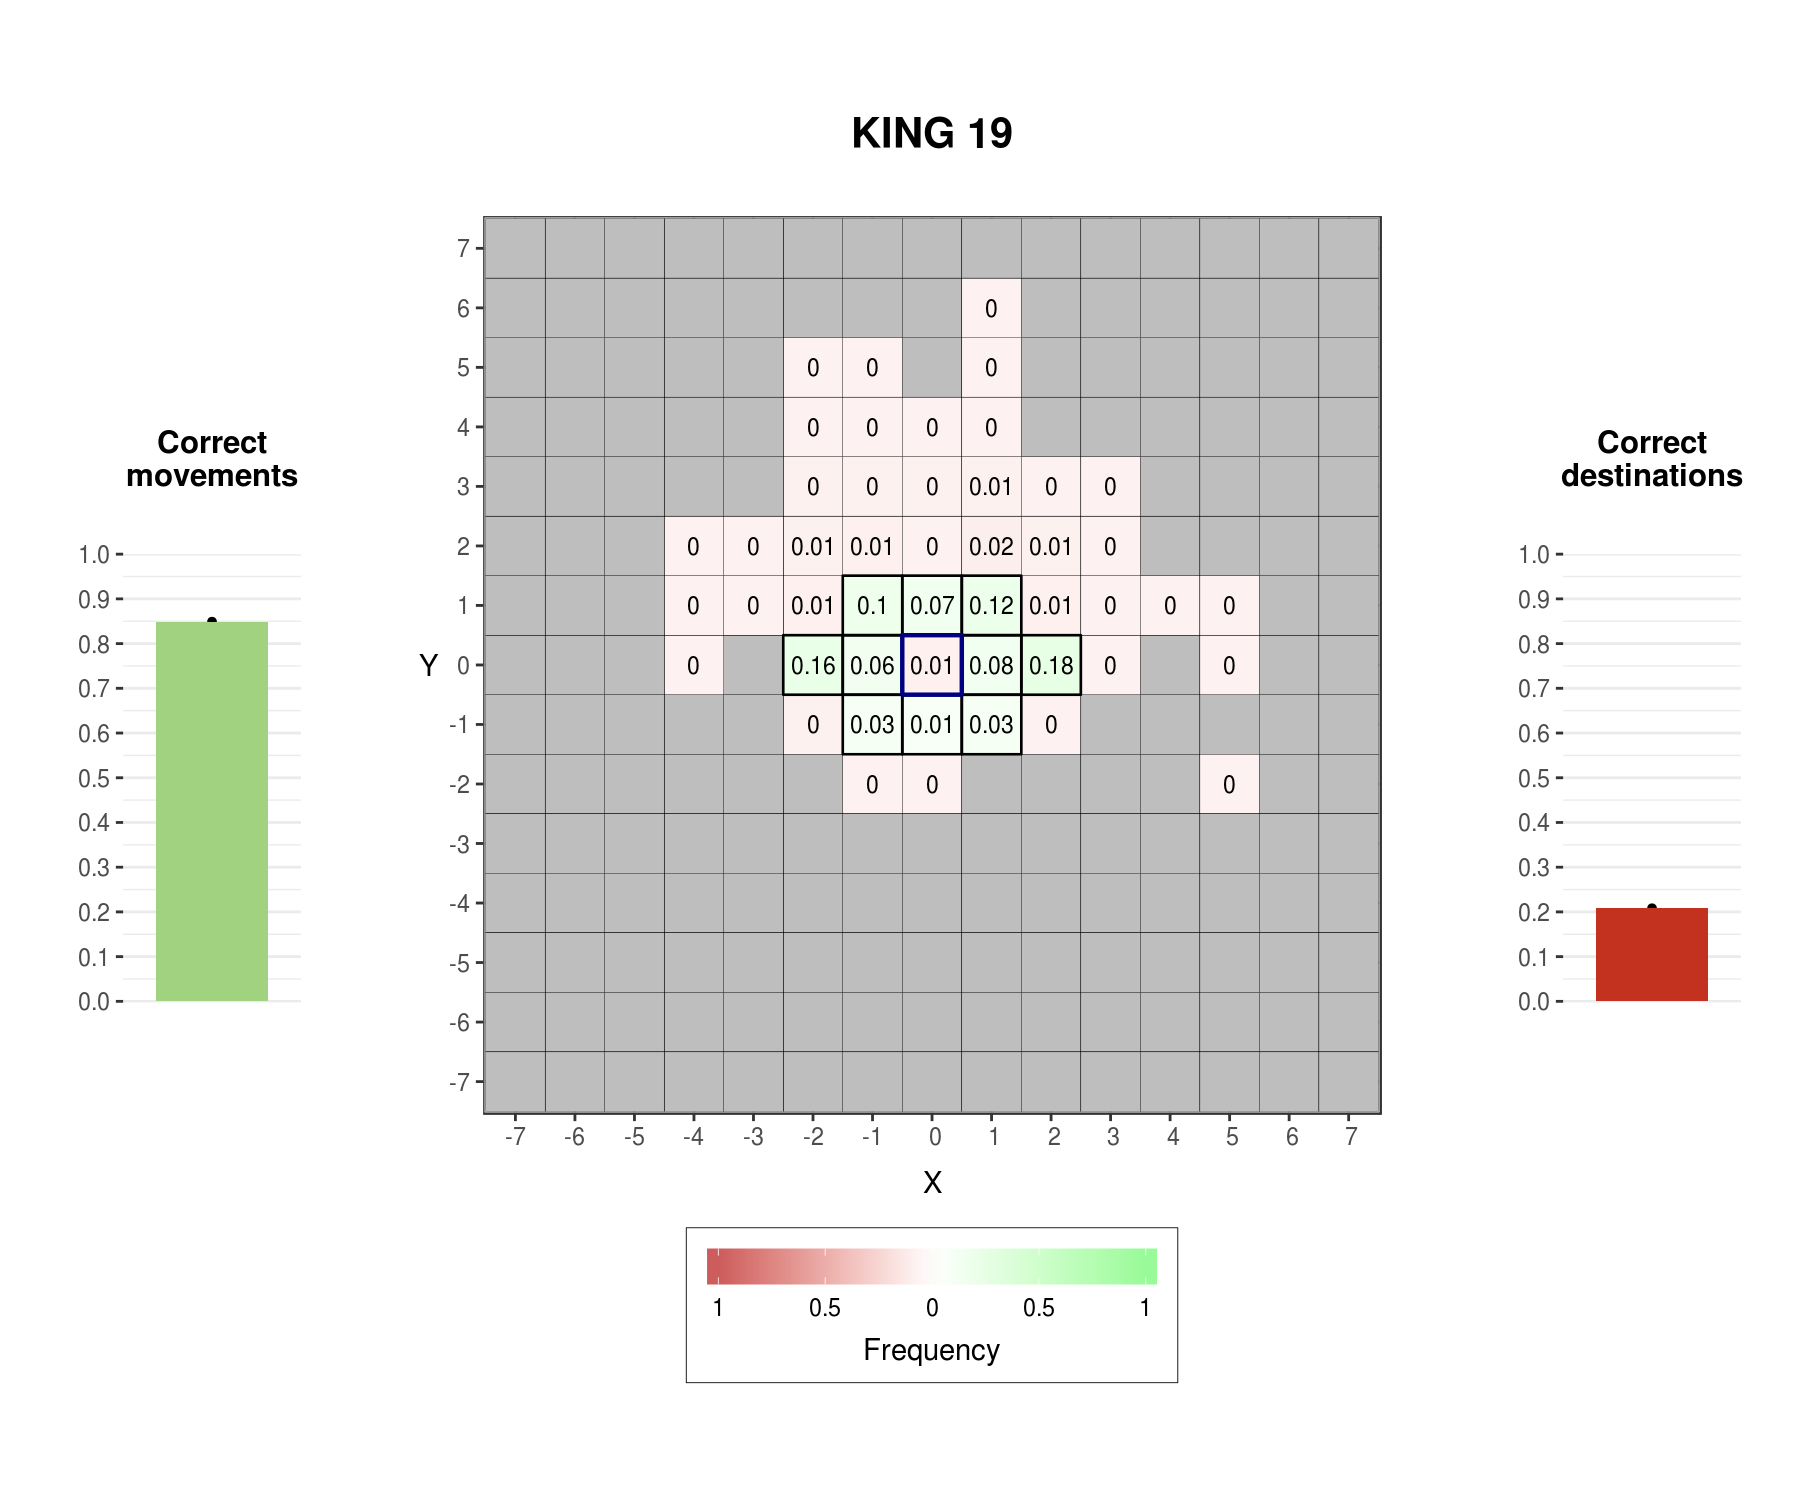 KING 19
Correct
movements
1.0
0.9
0.8
0.7
0.6
0.5
0.4
0.3
0.2
0.1
0.0
Y
7
6 0
5 0 0 0
4 0 0 0 0
3 0 0 0 0.01 0 0
2 0 0 0.01 0.01 0 0.02 0.01 0
1 0 0 0.01 0.1 0.07 0.12 0.01 0 0 0
0 0 0.16 0.06 0.01 0.08 0.18 0 0
-1 0 0.03 0.01 0.03 0
-2 0 0 0
-3
-4
-5
-6
-7
-7 -6 -5 -4 -3 -2 -1 0 1 2 3 4 5 6 7
X
1 0.5 0 0.5 1
Frequency
Correct
destinations
1.0
0.9
0.8
0.7
0.6
0.5
0.4
0.3
0.2
0.1
0.0